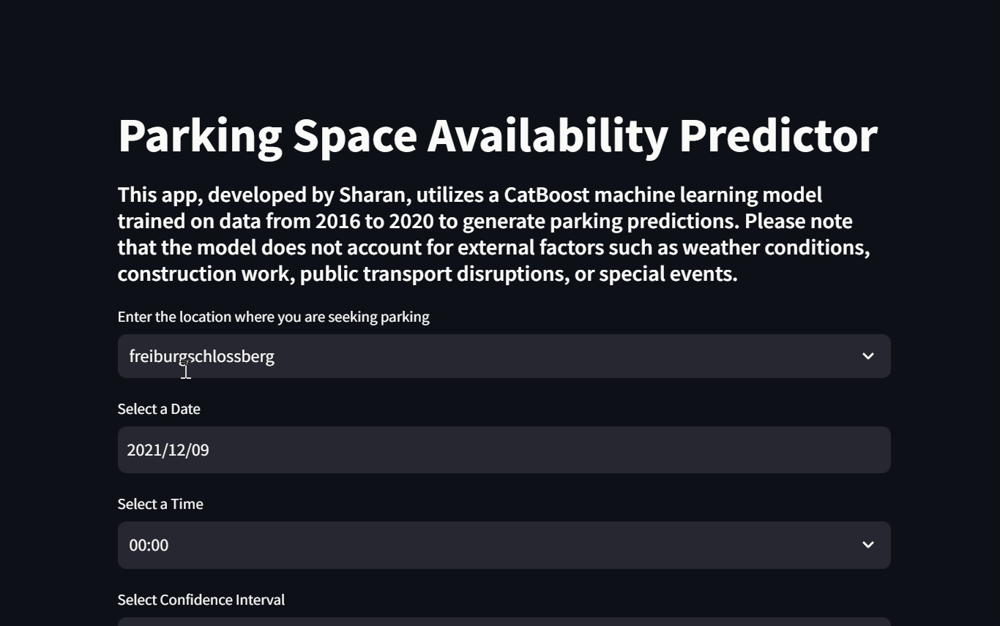 Parking Space Availability Predictor
This app, developed by Sharan, utilizes a CatBoost machine learning model
trained on data from 2016 to 2020 to generate parking predictions. Please note
that the model does not account for external factors such as weather conditions,
construction work, public transport disruptions, or special events.
Enter the location where you are seeking parking
freiburgschlossberg
Select a Date
2021/12/09
Select a Time
00:00
Select Confidence Interval